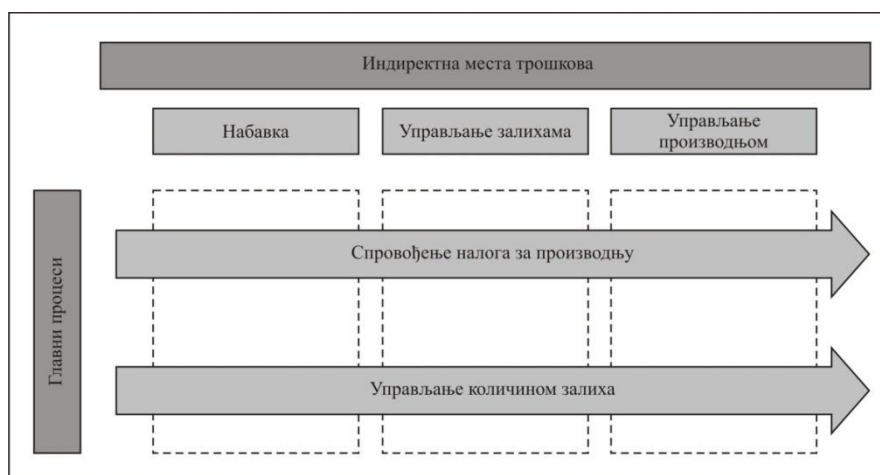 Индиректна места трошкова
Набавка
Управљање залихама
Управљање
производњом
Главни процеси
Спровођење налога за производњу
Управљање количином залиха